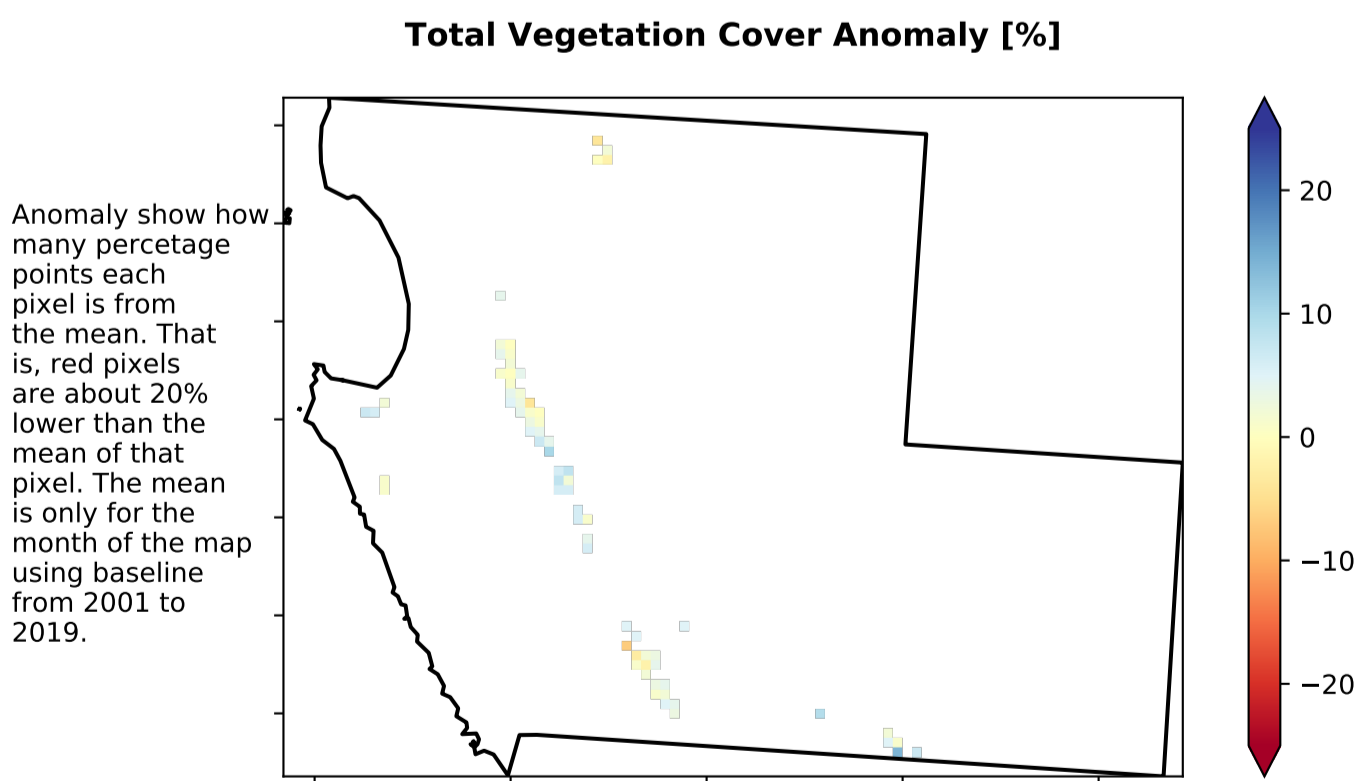 Total Vegetation Cover Anomaly [%]
Anomaly show how
many percetage
points each
pixel is from
the mean. That
is, red pixels
are about 20%
lower than the
mean of that
pixel. The mean
is only for the
month of the map
using baseline
from 2001 to
2019.
20
10
0
−10
−20